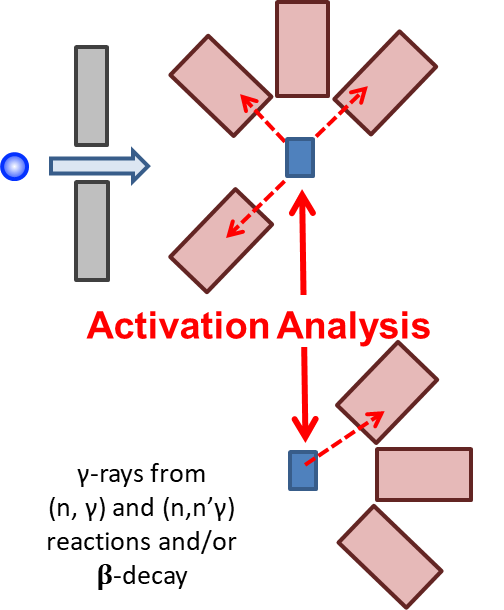 Activation Analysis
γ-rays from
(n, γ) and (n,n’γ)
reactions and/or
β-decay